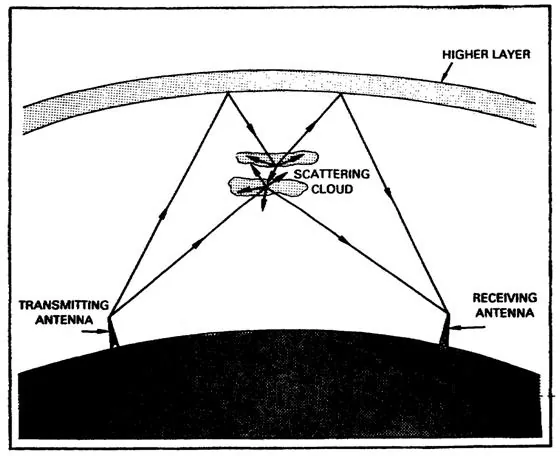 HIGHER LAYER
SCATTERING
CLOUD
TRANSMITTING
ANTENNA
RECEIVING
ANTENNA